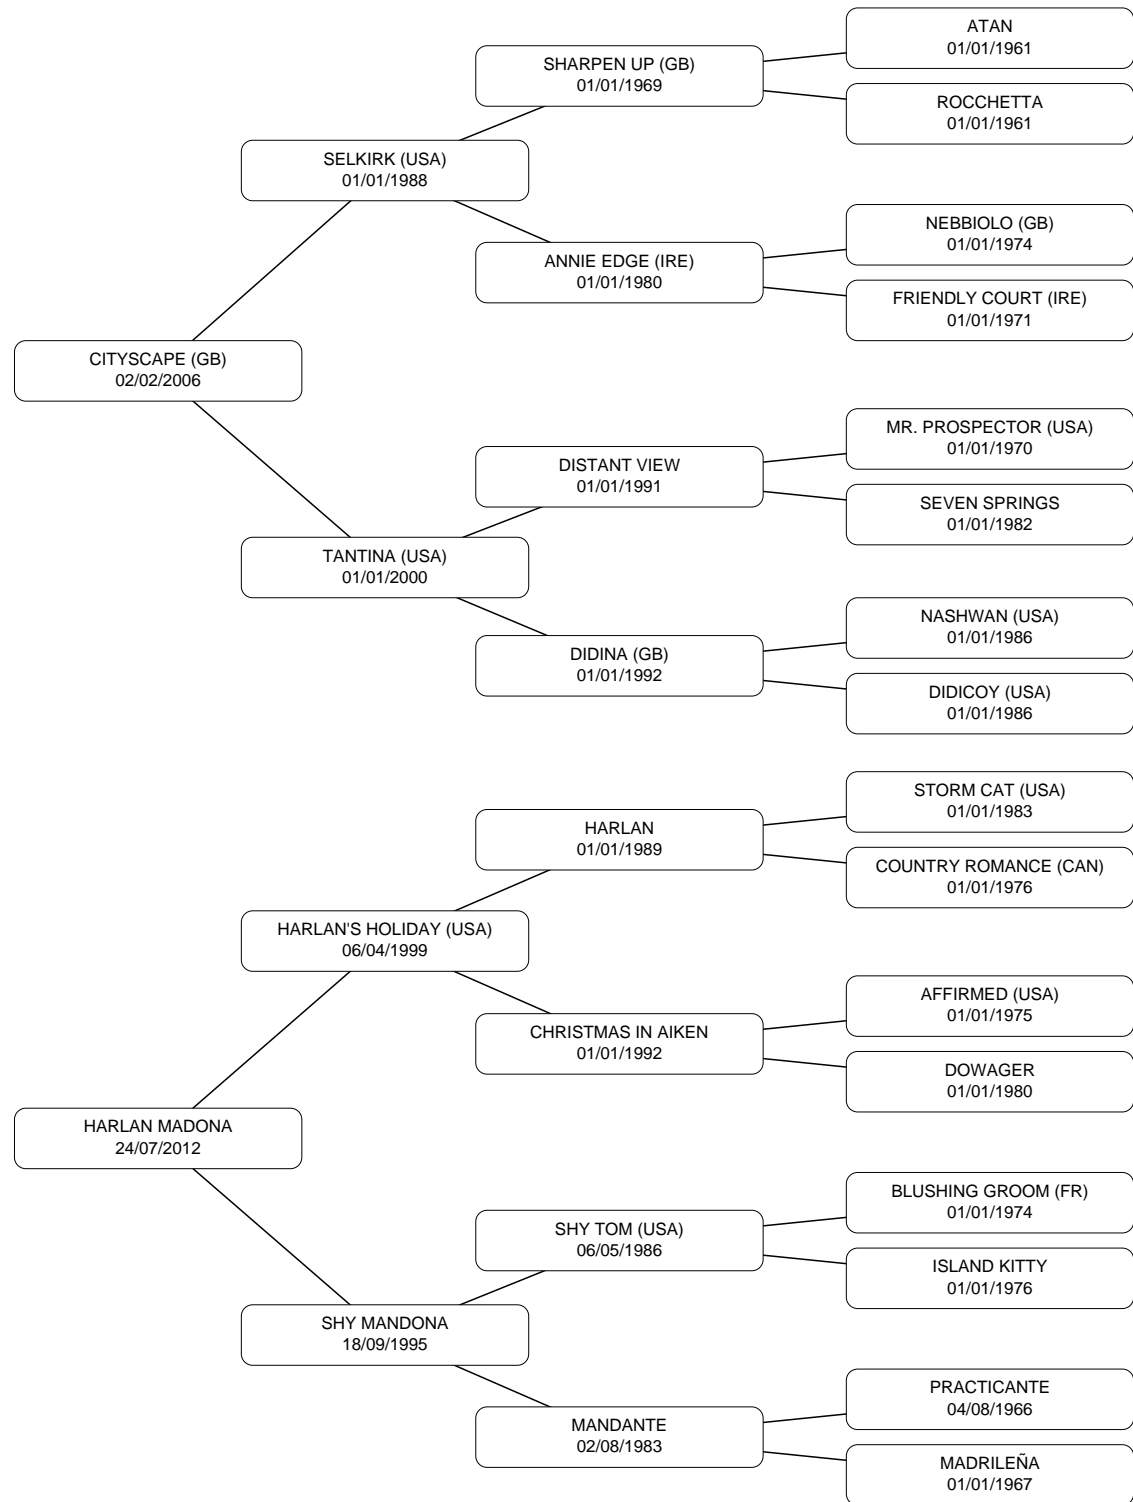 ATAN
01/01/1961
SHARPEN UP (GB)
01/01/1969
ROCCHETTA
01/01/1961
SELKIRK (USA)
01/01/1988
NEBBIOLO (GB)
01/01/1974
ANNIE EDGE (IRE)
01/01/1980
FRIENDLY COURT (IRE)
01/01/1971
CITYSCAPE (GB)
02/02/2006
MR. PROSPECTOR (USA)
01/01/1970
DISTANT VIEW
01/01/1991
SEVEN SPRINGS
01/01/1982
TANTINA (USA)
01/01/2000
NASHWAN (USA)
01/01/1986
DIDINA (GB)
01/01/1992
DIDICOY (USA)
01/01/1986
STORM CAT (USA)
01/01/1983
HARLAN
01/01/1989
COUNTRY ROMANCE (CAN)
01/01/1976
HARLAN'S HOLIDAY (USA)
06/04/1999
AFFIRMED (USA)
01/01/1975
CHRISTMAS IN AIKEN
01/01/1992
DOWAGER
01/01/1980
HARLAN MADONA
24/07/2012
BLUSHING GROOM (FR)
01/01/1974
SHY TOM (USA)
06/05/1986
ISLAND KITTY
01/01/1976
SHY MANDONA
18/09/1995
PRACTICANTE
04/08/1966
MANDANTE
02/08/1983
MADRILEÑA
01/01/1967